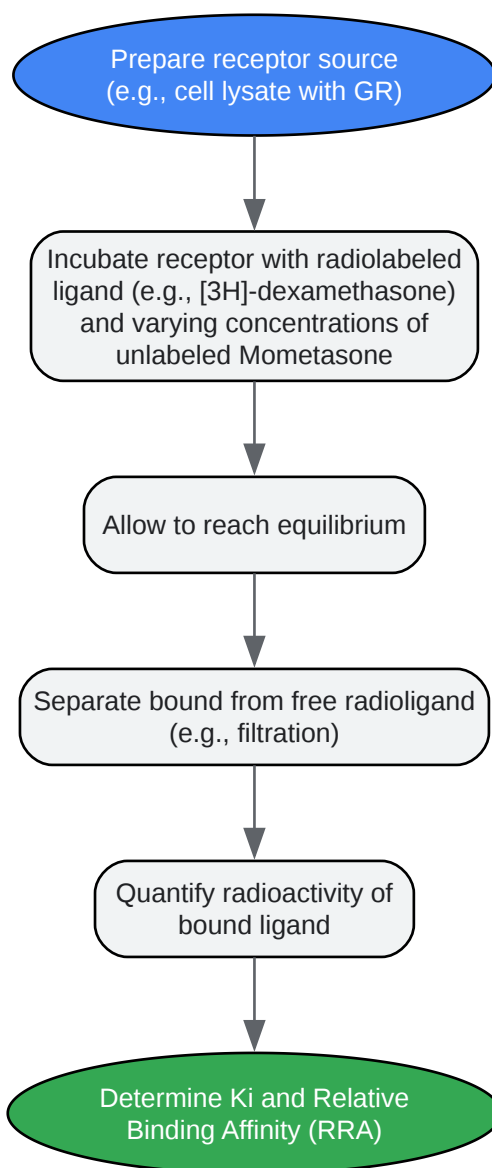 Prepare receptor source
(e.g., cell lysate with GR)
Incubate receptor with radiolabeled
ligand (e.g., [3H]-dexamethasone)
and varying concentrations of
unlabeled Mometasone
Allow to reach equilibrium
Separate bound from free radioligand
(e.g., filtration)
Quantify radioactivity of
bound ligand
Determine Ki and Relative
Binding Affinity (RRA)